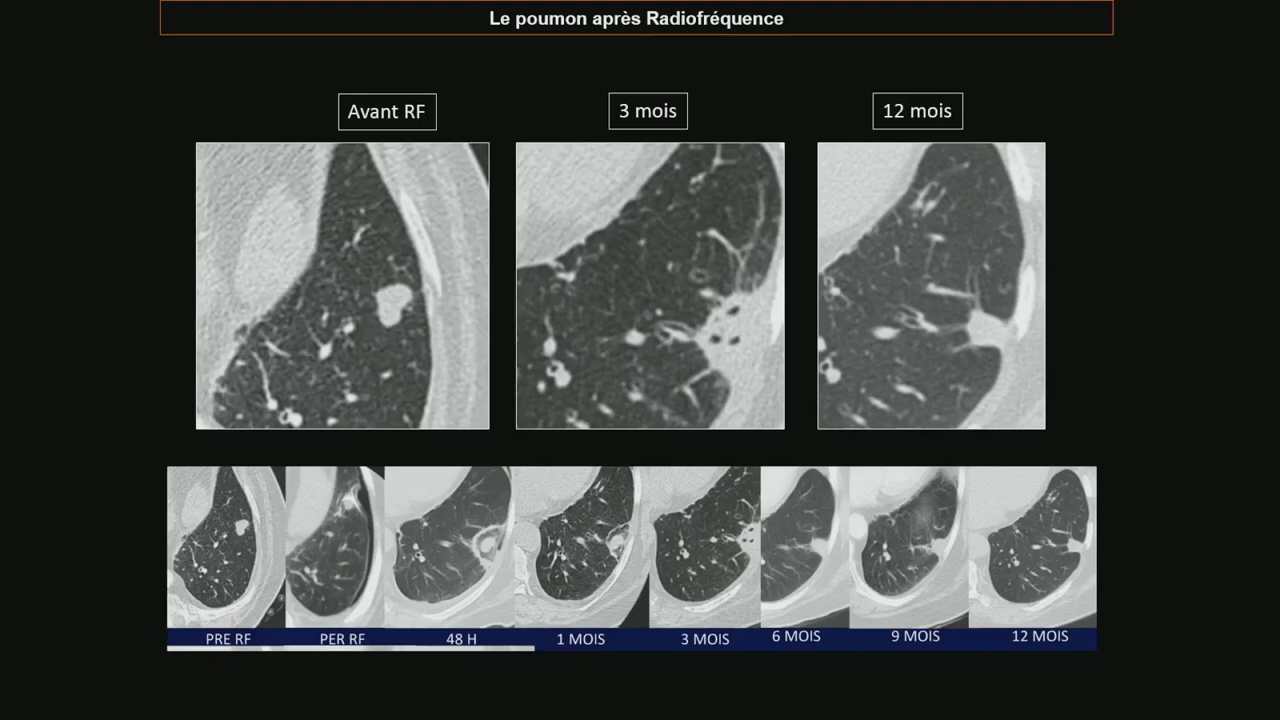 Le poumon après Radiofréquence
Avant RF
3 mois
12 mois
PRE RF
PER RF
48 H
1 MOIS
3 MOIS
6 MOIS
9 MOIS
12 MOIS